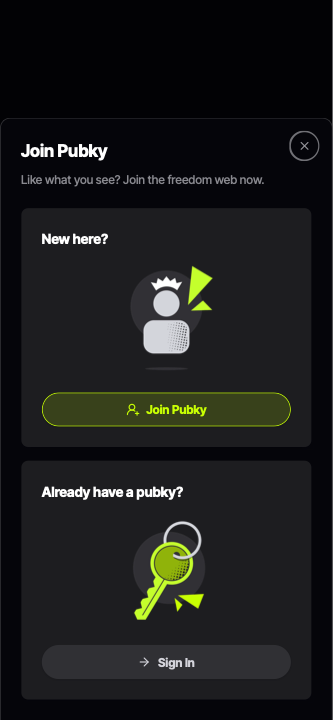 Join Pubky
Like what you see? Join the freedom web now.
New here?
Join Pubky
Already have a pubky?
Sign In